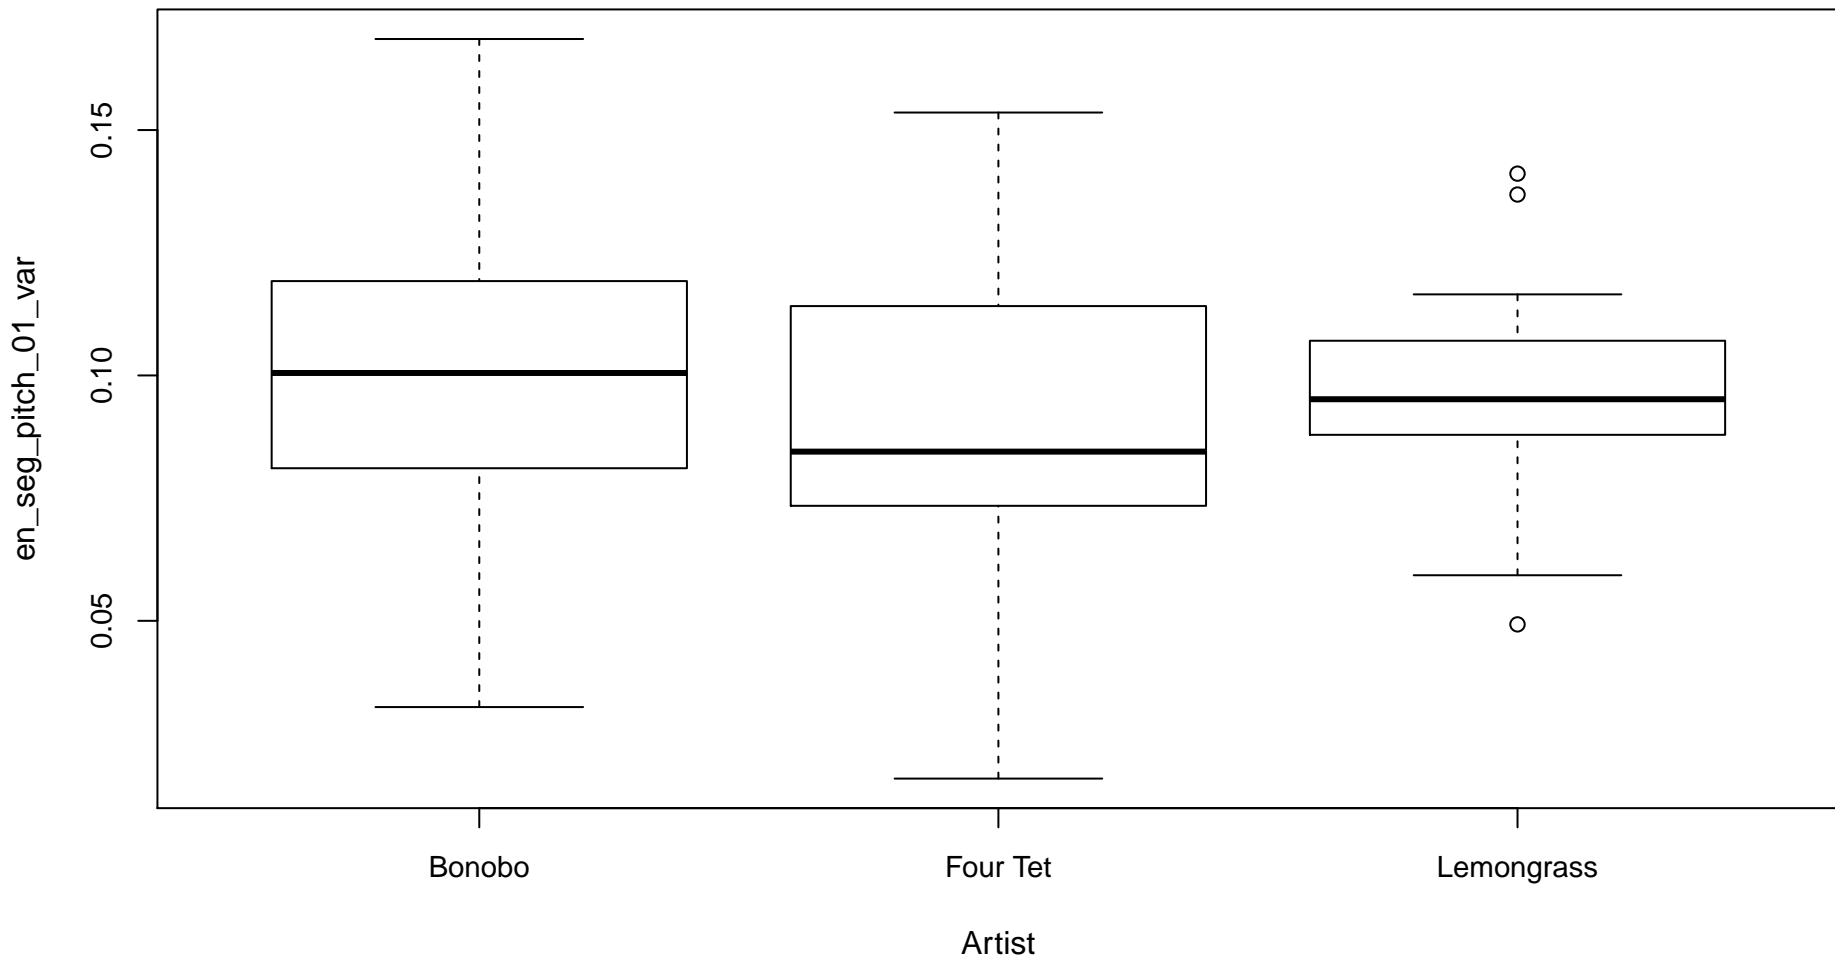 en_seg_pitch_01_var
0.15
0.10
0.05
Bonobo
Four Tet
Lemongrass
Artist